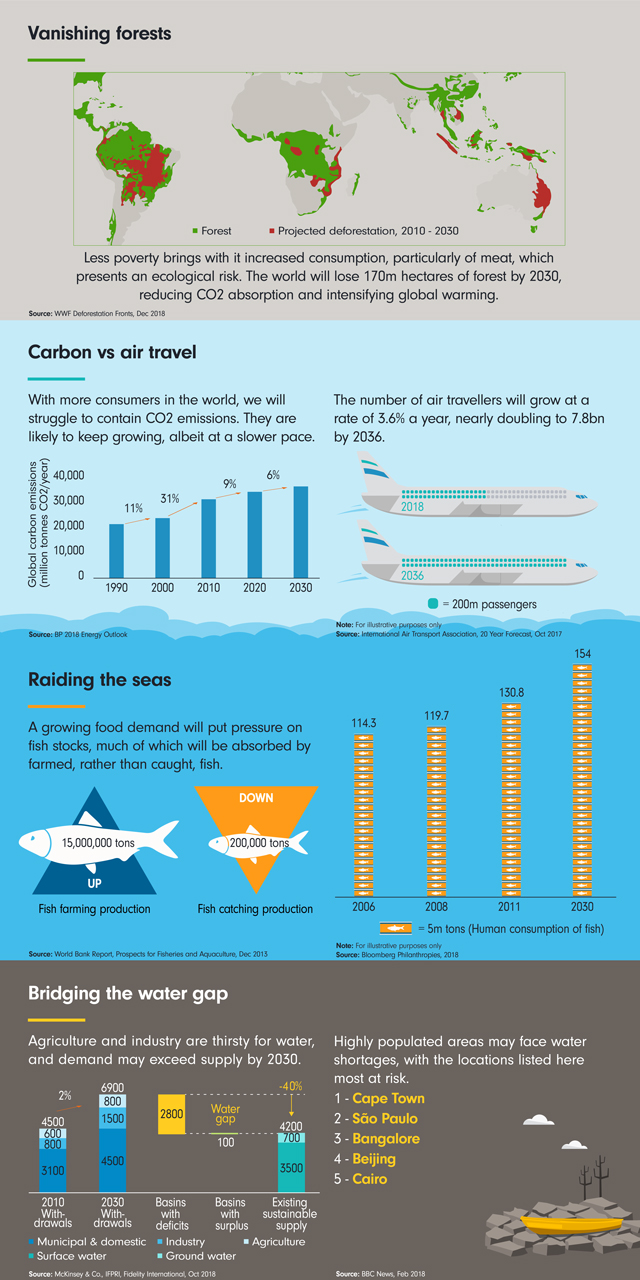 Vanishing forests
Forest
Projected deforestation, 2010 - 2030
Less poverty brings with it increased consumption, particularly of meat, which
presents an ecological risk. The world will lose 170m hectares of forest by 2030,
reducing CO2 absorption and intensifying global warming.
Source: WWF Deforestation Fronts, Dec 2018
Carbon vs air travel
With more consumers in the world, we will
struggle to contain CO2 emissions. They are
likely to keep growing, albeit at a slower pace.
Global carbon emissions
(million tonnes CO2/year)
40,000
30,000
20,000
10,000
0
11%
31%
9%
6%
1990
2000
2010
2020
2030
Source: BP 2018 Energy Outlook
The number of air travellers will grow at a
rate of 3.6% a year, nearly doubling to 7.8bn
by 2036.
2018
2036
= 200m passengers
Note: For illustrative purposes only
Source: International Air Transport Association, 20 Year Forecast, Oct 2017
Raiding the seas
A growing food demand will put pressure on
fish stocks, much of which will be absorbed by
farmed, rather than caught, fish.
15,000,000 tons
UP
Fish farming production
DOWN
200,000 tons
Fish catching production
Source: World Bank Report, Prospects for Fisheries and Aquaculture, Dec 2013
114.3
119.7
130.8
154
2006
2008
2011
2030
= 5m tons (Human consumption of fish)
Note: For illustrative purposes only
Source: Bloomberg Philanthropies, 2018
Bridging the water gap
Agriculture and industry are thirsty for water,
and demand may exceed supply by 2030.
2%
4500
600
800
3100
6900
800
1500
4500
2800
Water
gap
100
-40%
4200
700
3500
2010
With-
drawals
2030
With-
drawals
Basins
with
deficits
Basins
with
surplus
Existing
sustainable
supply
Municipal & domestic
Industry
Agriculture
Surface water
Ground water
Source: McKinsey & Co., IFPRI, Fidelity International, Oct 2018
Highly populated areas may face water
shortages, with the locations listed here
most at risk.
1 - Cape Town
2 - São Paulo
3 - Bangalore
4 - Beijing
5 - Cairo
Source: BBC News, Feb 2018